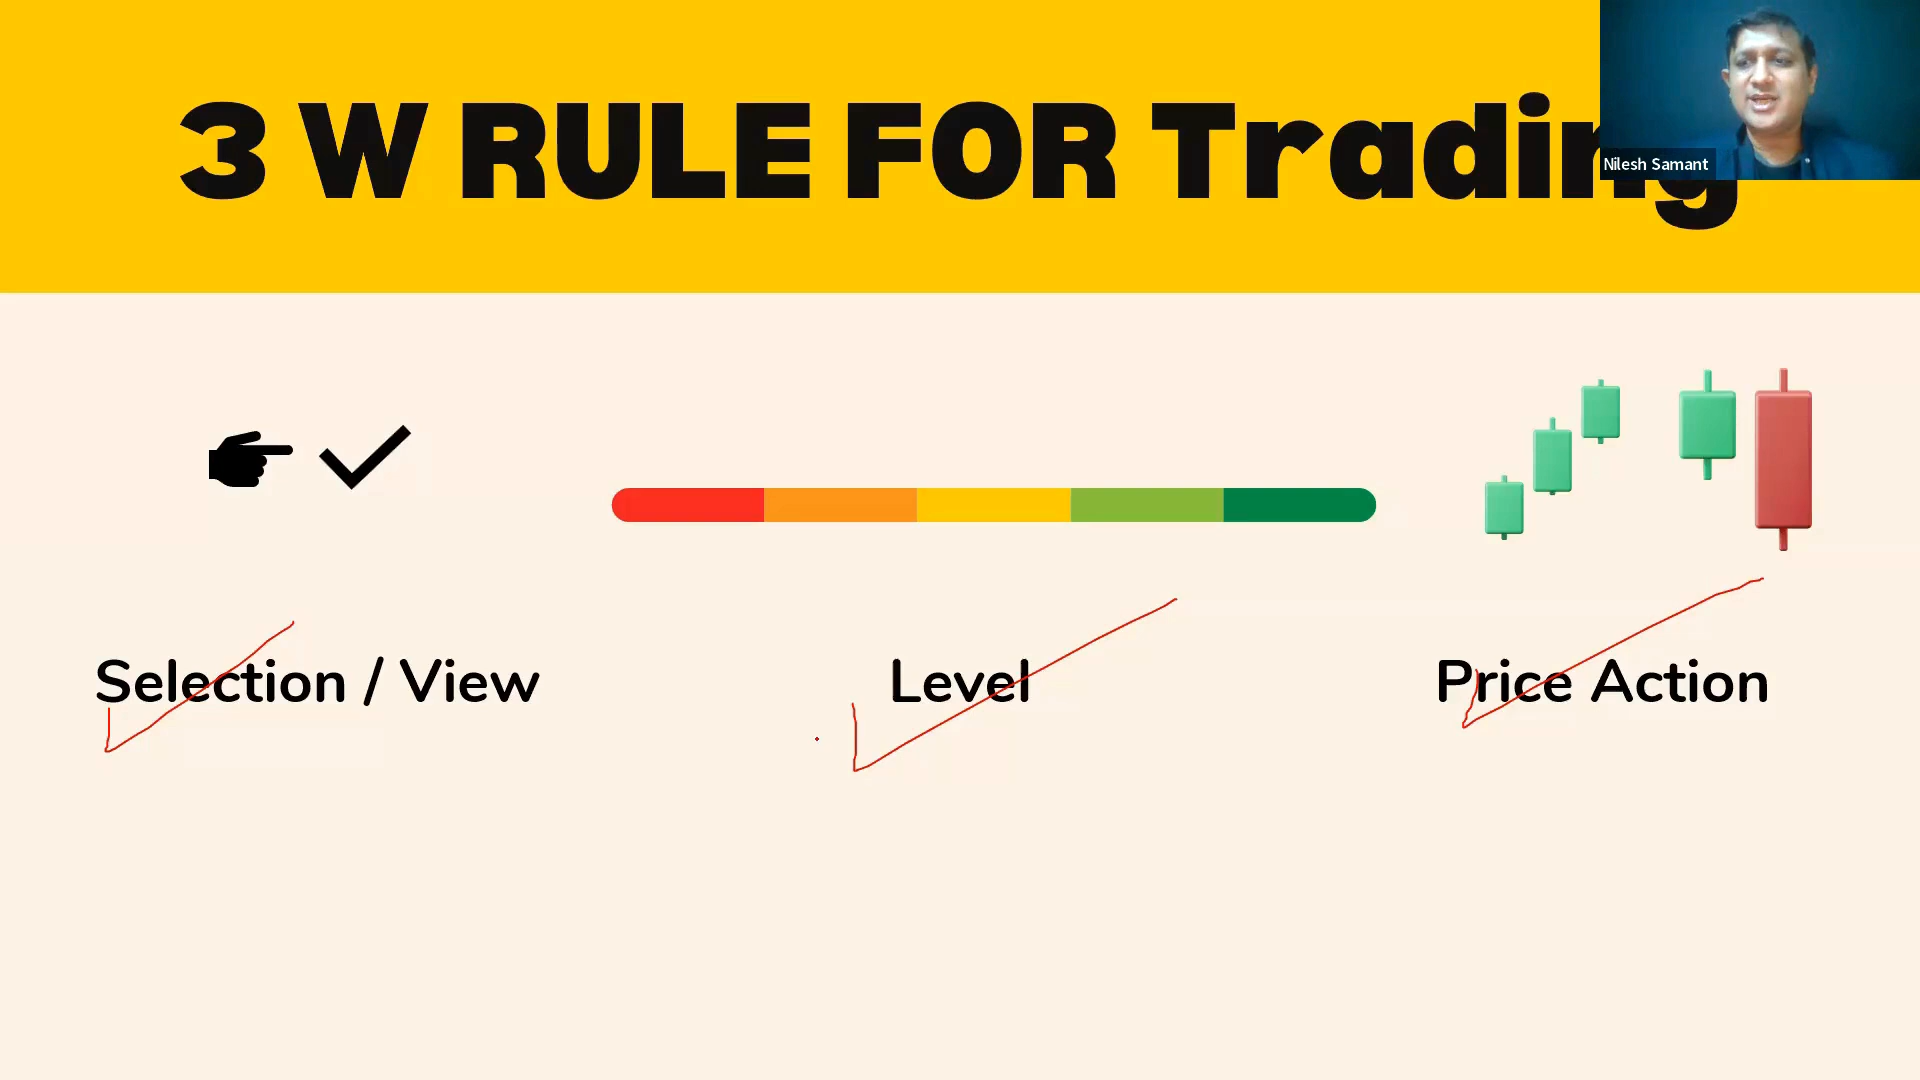 3 W RULE FOR Trading
Nilesh Samant
Selection / View
Level
Price Action